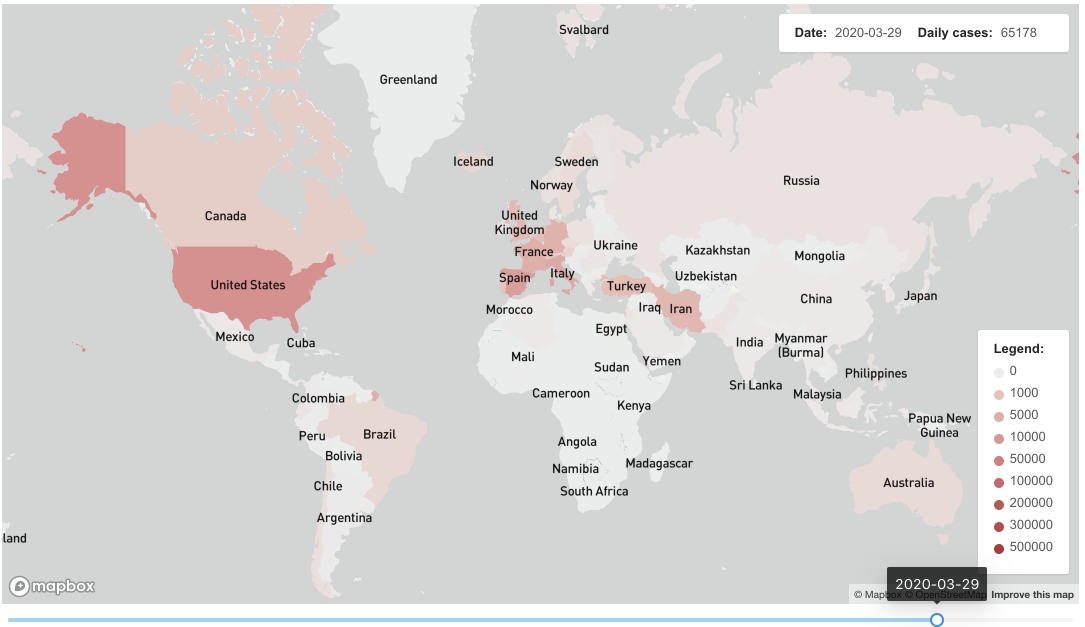 Svalbard
Date: 2020-03-29 Daily cases: 65178
Greenland
Iceland
Sweden
Norway
Russia
Canada
United
Kingdom
France
Ukraine
Kazakhstan
Mongolia
United States
Spain
Italy
Turkey
Uzbekistan
China
Japan
Morocco
Iraq
Iran
Mexico
Cuba
Egypt
India
Myanmar
(Burma)
Mali
Sudan
Yemen
Philippines
Sri Lanka
Malaysia
Colombia
Cameroon
Kenya
Papua New
Guinea
Peru
Brazil
Bolivia
Angola
Madagascar
Namibia
Chile
South Africa
Australia
Argentina
Legend:
0
1000
5000
10000
50000
100000
200000
300000
500000
land
mapbox
2020-03-29
© Mapbox © OpenStreetMap Improve this map